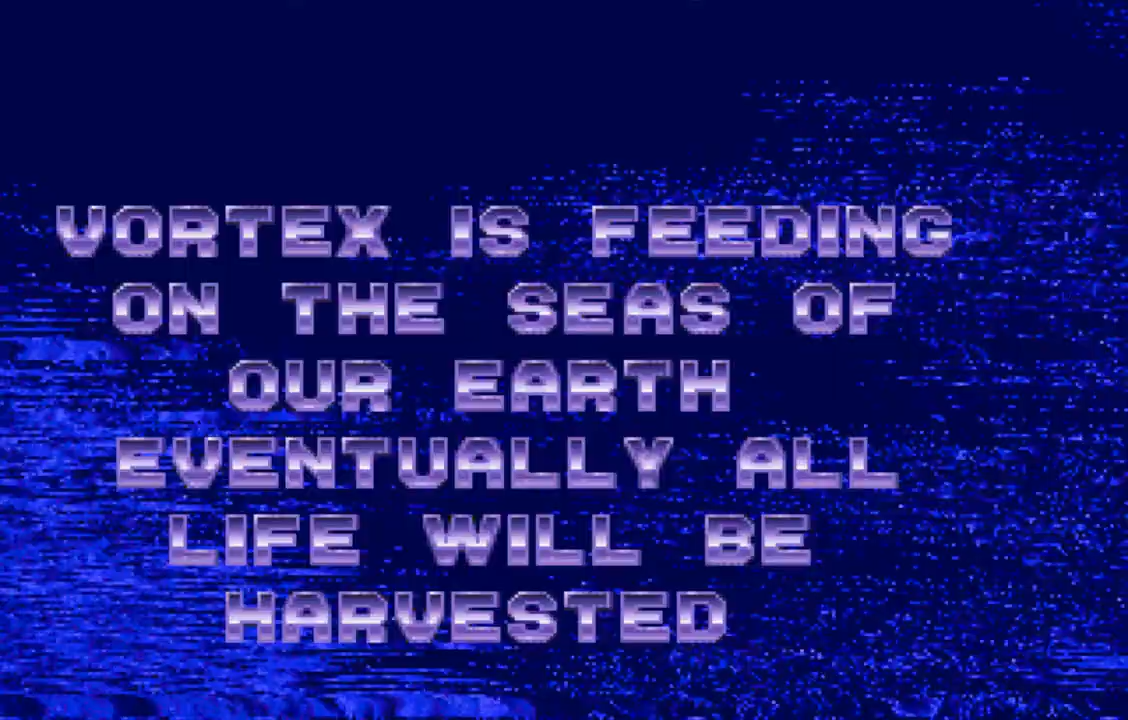 VORTEX IS FEEDING
ON THE SEAS OF
OUR EARTH
EVENTUALLY ALL
LIFE WILL BE
HARVESTED